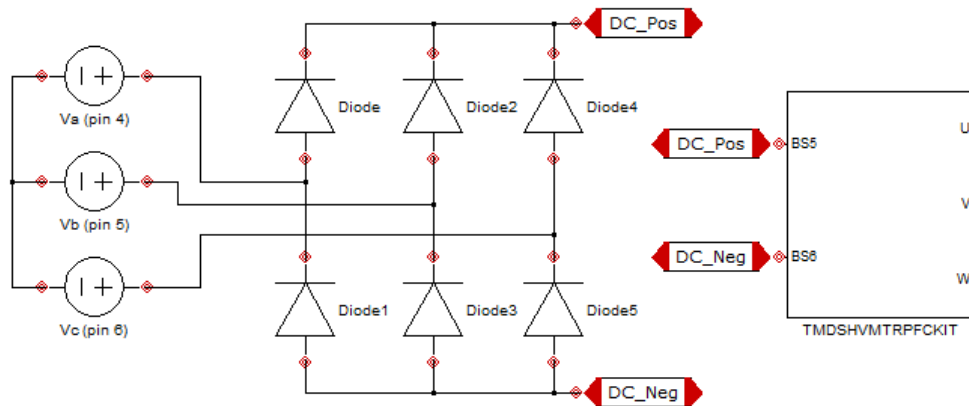 DC_Pos
Va (pin 4)
Diode
Diode2
Diode4
DC_Pos
BS5
U
Vb (pin 5)
V
DC_Neg
BS6
W
Vc (pin 6)
Diode1
Diode3
Diode5
TMDSHVMTRPFCKIT
DC_Neg